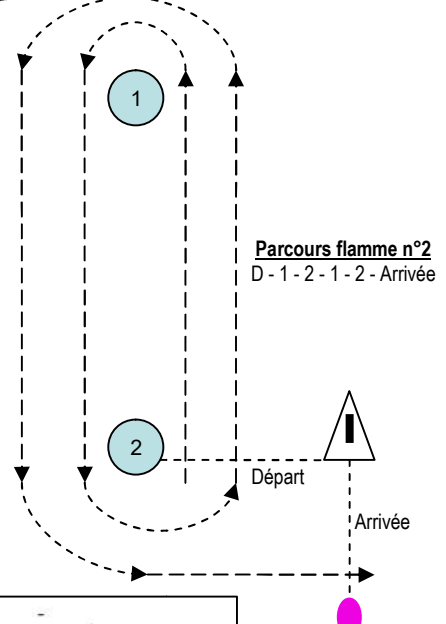 1
Parcours flamme n°2
D - 1 - 2 - 1 - 2 - Arrivée
2
Départ
Arrivée